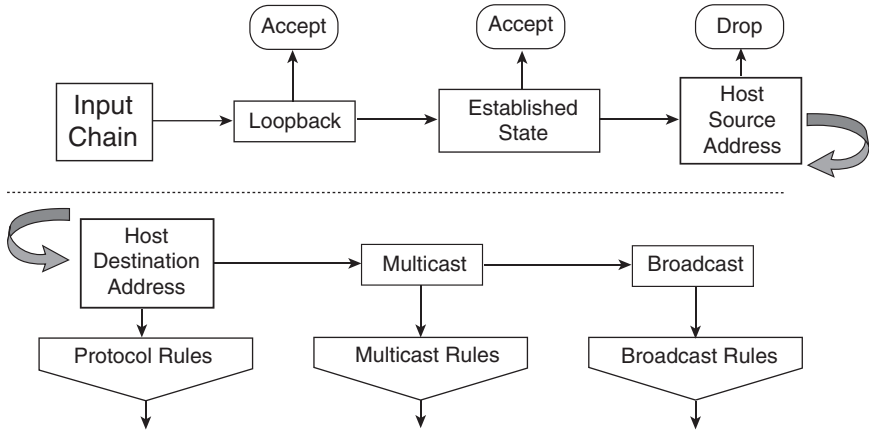 Accept
Accept
Drop
Input
Chain
Loopback
Established
State
Host
Source
Address
Host
Destination
Address
Multicast
Broadcast
Protocol Rules
Multicast Rules
Broadcast Rules